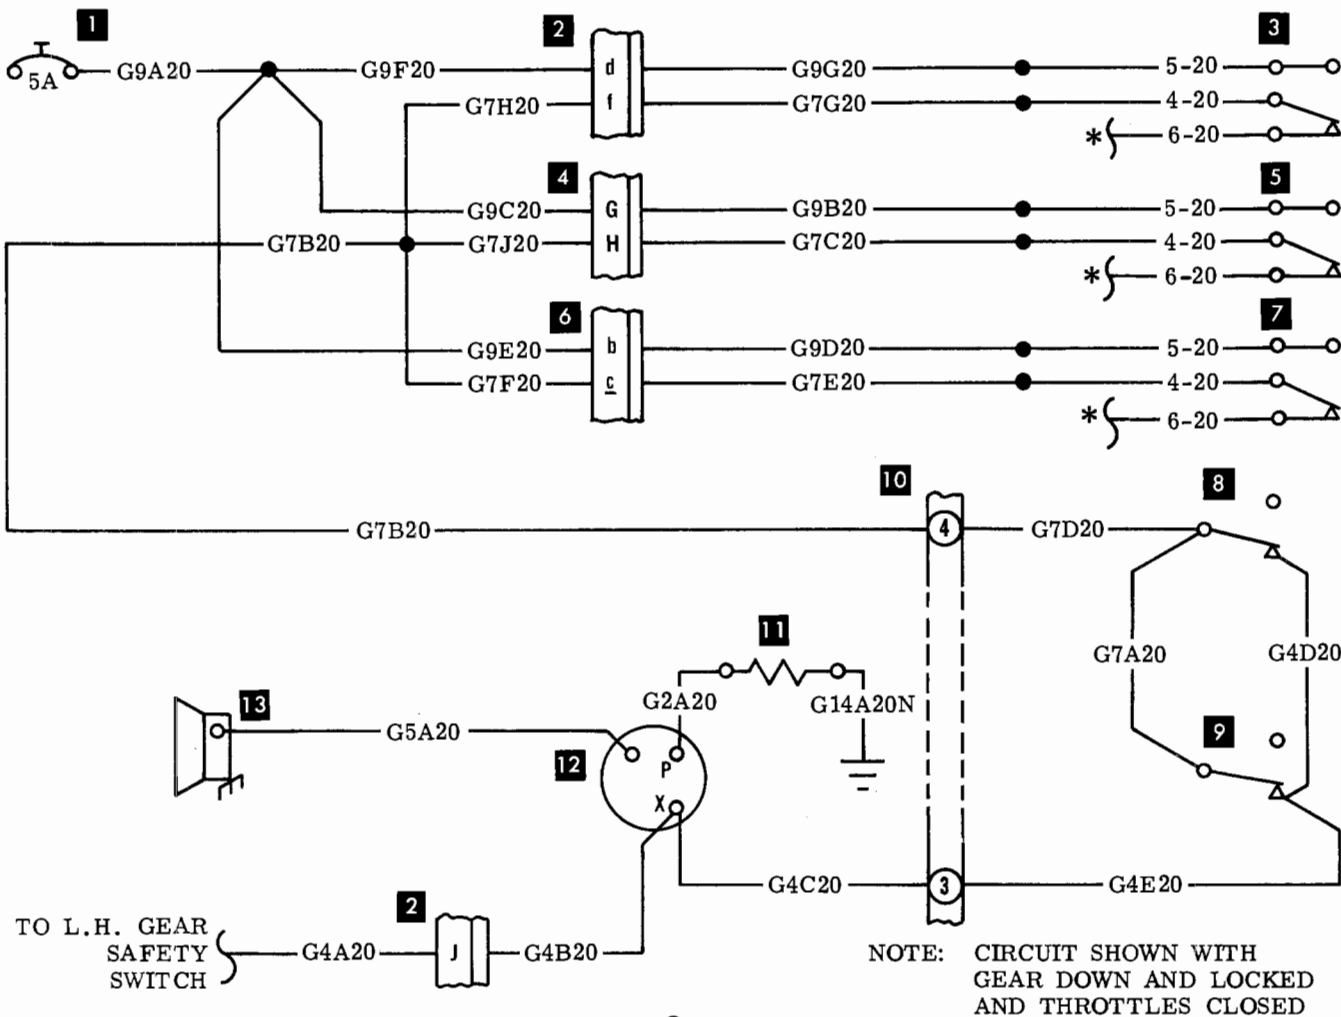 1 2 3
5A G9A20 G9F20 d G9G20 5-20
G7H20 f G7G20 4-20
* 6-20
4 5
G9C20 G G9B20 5-20
G7B20 G7J20 H G7C20 4-20
* 6-20
6 7
G9E20 b G9D20 5-20
G7F20 c G7E20 4-20
* 6-20
10 8
G7B20 4 G7D20
11
G7A20 G4D20
G2A20 G14A20N
13
G5A20 9
12 P
X
G4C20 3 G4E20
2
TO L.H. GEAR
SAFETY G4A20 J G4B20
SWITCH
NOTE: CIRCUIT SHOWN WITH
GEAR DOWN AND LOCKED
AND THROTTLES CLOSED